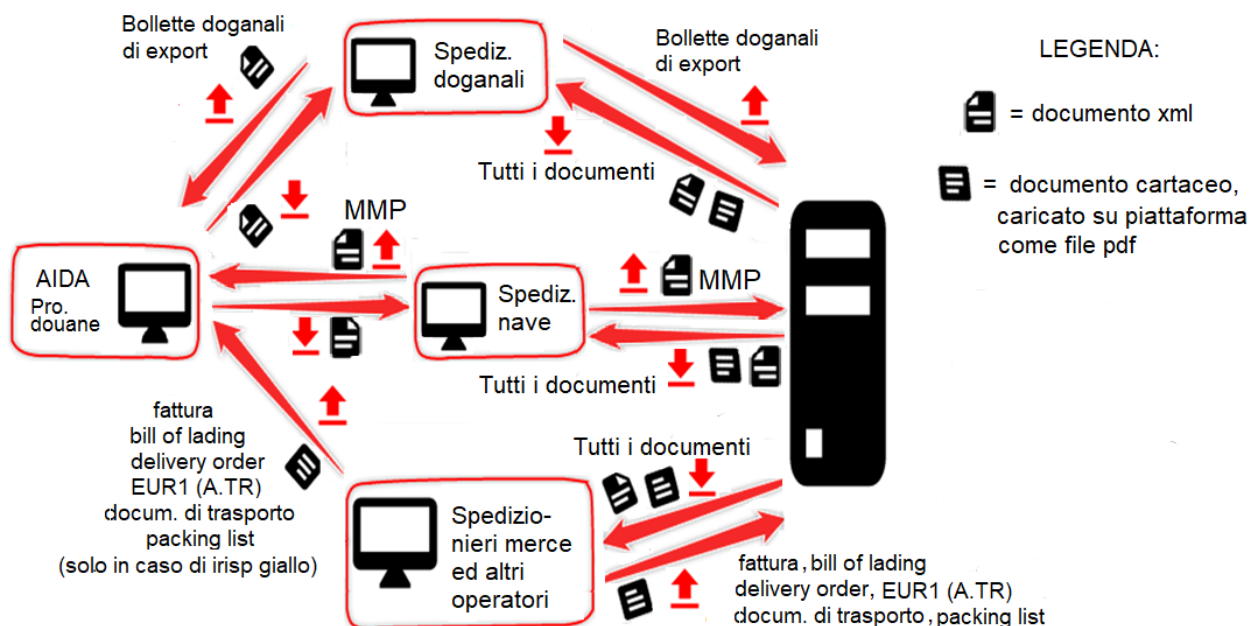 Bollette doganali
di export
Spediz.
doganali
Bollette doganali
di export
LEGENDA:
= documento xml
Tutti i documenti
= documento cartaceo,
caricato su piattaforma
come file pdf
MMP
AIDA
Pro.
douane
Spediz.
nave
MMP
Tutti i documenti
fattura
bill of lading
delivery order
EUR1 (A.TR)
docum. di trasporto
packing list
(solo in caso di irisp giallo)
Tutti i documenti
Spedizio-
nieri merce
ed altri
operatori
fattura, bill of lading
delivery order, EUR1 (A.TR)
docum. di trasporto, packing list